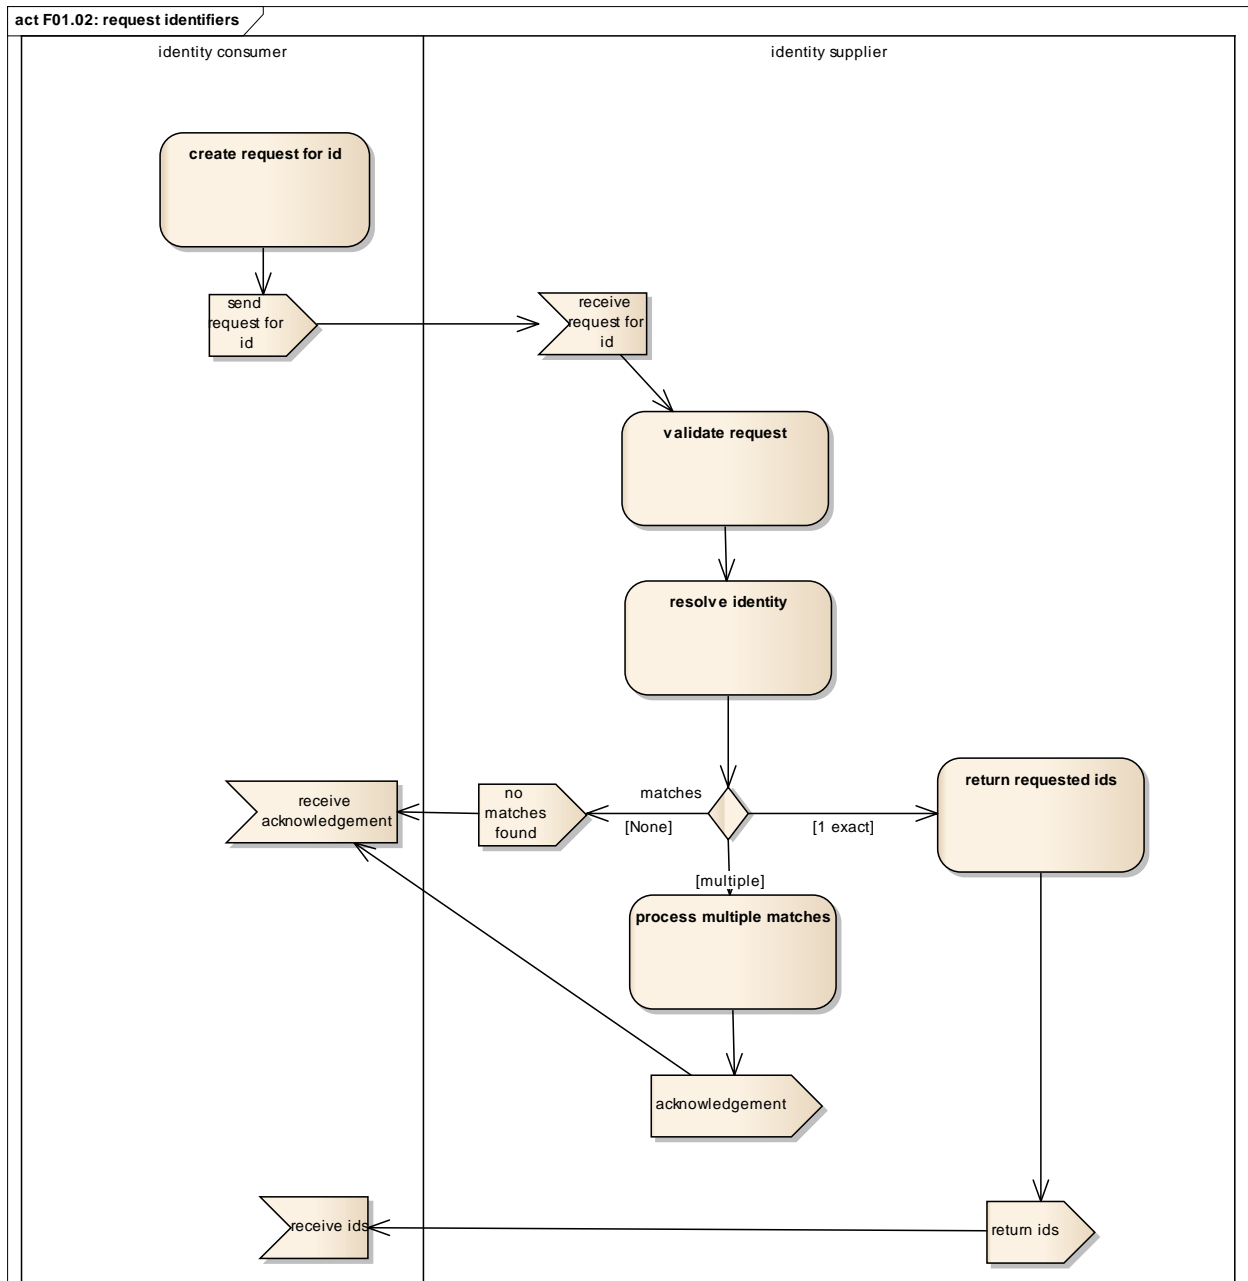 act F01.02: request identifiers
identity consumer
identity supplier
create request for id
send
request for
id
receive
request for
id
validate request
resolve identity
return requested ids
matches
[None]
[1 exact]
no
matches
found
receive
acknowledgement
[multiple]
process multiple matches
acknowledgement
receive ids
return ids